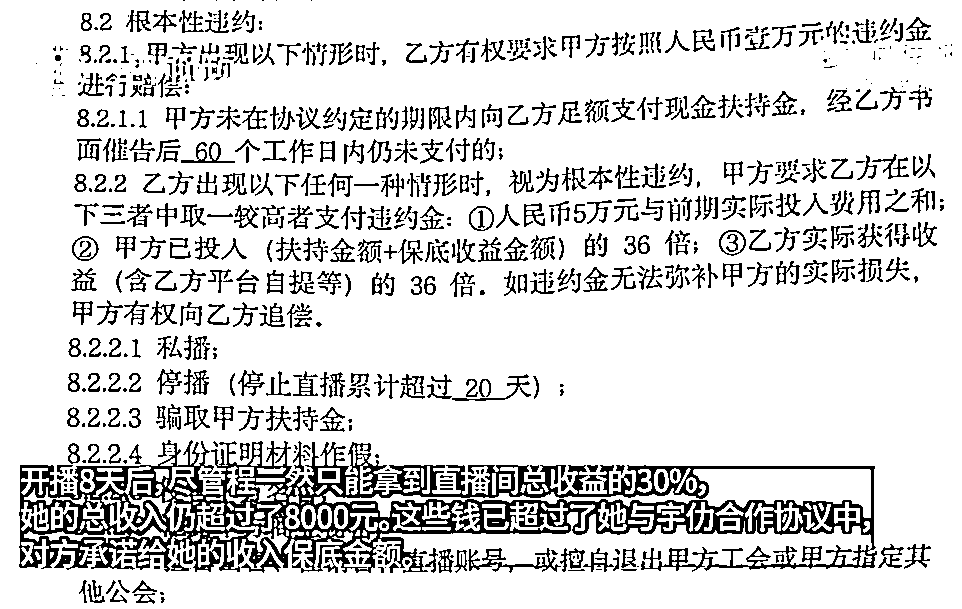 8.2 根本性违约:
8.2.1 甲方出现以下情形时,乙方有权要求甲方按照人民币壹万元的违约金
进行赔偿:
8.2.1.1 甲方未在协议约定的期限内向乙方足额支付现金扶持金,经乙方书
面催告后 60 个工作日内仍未支付的;
8.2.2 乙方出现以下任何一种情形时,视为根本性违约,甲方要求乙方在以
下三者中取一较高者支付违约金:①人民币5万元与前期实际投入费用之和;
② 甲方已投入(扶持金额+保底收益金额)的 36 倍;③乙方实际获得收
益(含乙方平台自提等)的 36 倍.如违约金无法弥补甲方的实际损失,
甲方有权向乙方追偿.
8.2.2.1 私播;
8.2.2.2 停播(停止直播累计超过 20 天);
8.2.2.3 骗取甲方扶持金;
8.2.2.4 身份证明材料作假;
开播8天后,尽管程一然只能拿到直播间总收益的30%,
她的总收入仍超过了8000元。这些钱已超过了她与宇仂合作协议中,
对方承诺给她的收入保底金额。
直播账号,或擅自退出甲方工会或甲方指定其
他公会;